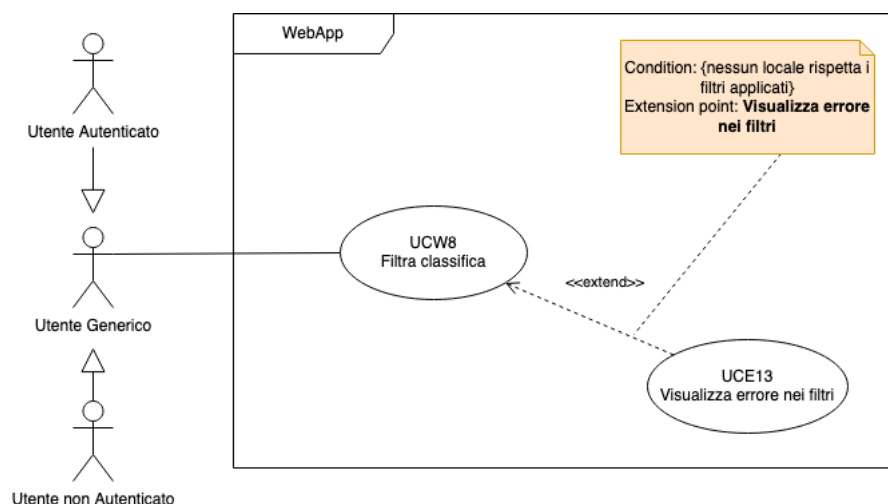 WebApp
Condition: {nessun locale rispetta i
filtri applicati}
Extension point: Visualizza errore
nei filtri
Utente Autenticato
UCW8
Filtra classifica
<<extend>>
Utente Generico
UCE13
Visualizza errore nei filtri
Utente non Autenticato